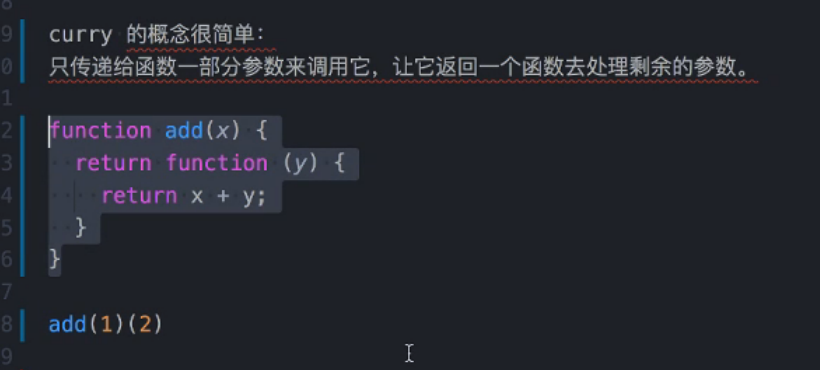 9 curry 的概念很简单：
0 只传递给函数一部分参数来调用它，让它返回一个函数去处理剩余的参数。
1
2 function add(x) {
3   return function (y) {
4     return x + y;
5   }
6 }
7
8 add(1)(2)
9